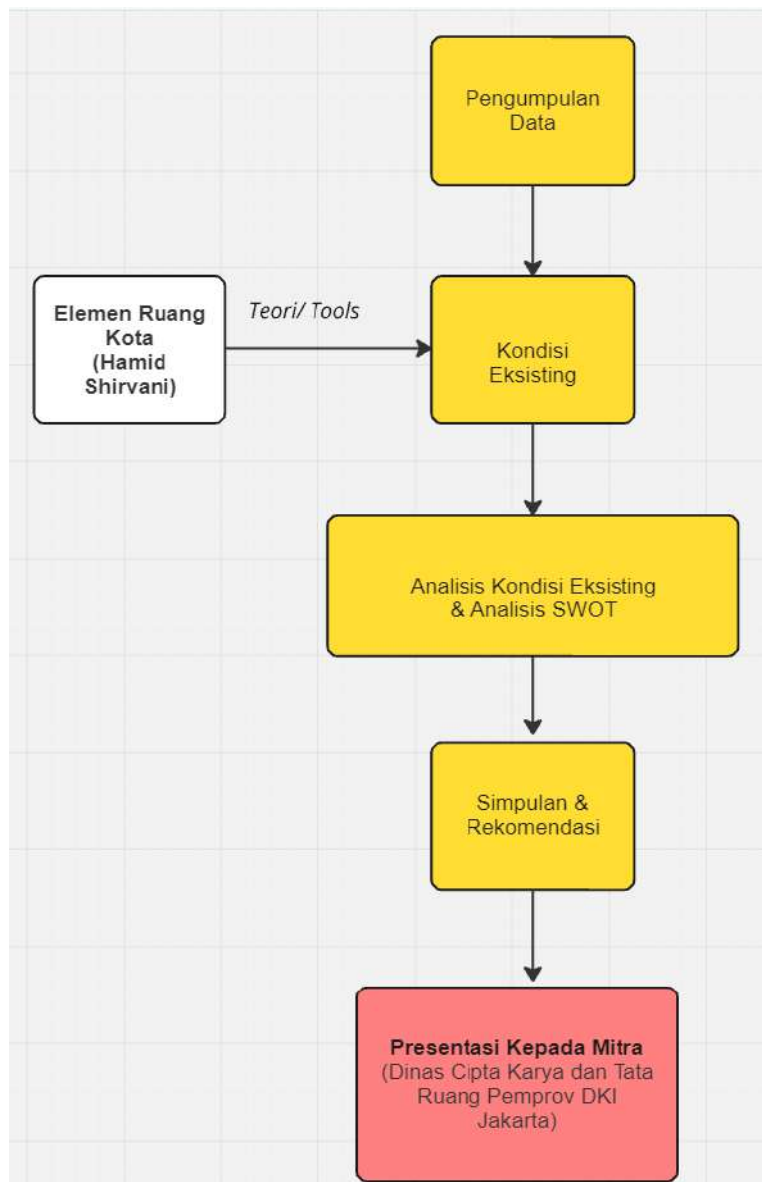 Pengumpulan
Data
Elemen Ruang
Kota
(Hamid
Shirvani)
Teori/ Tools
Kondisi
Eksisting
Analisis Kondisi Eksisting
& Analisis SWOT
Simpulan &
Rekomendasi
Presentasi Kepada Mitra
(Dinas Cipta Karya dan Tata
Ruang Pemprov DKI
Jakarta)